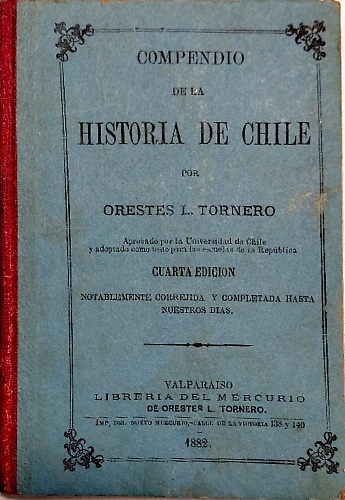 COMPENDIO
DE LA
HISTORIA DE CHILE
POR
ORESTES L. TORNERO
Aprobado por la Universidad de Chile
y adoptado como testo para las escuelas de la República
CUARTA EDICION
NOTABLEMENTE CORREJIDA Y COMPLETADA HASTA
NUESTROS DIAS.
VALPARAISO
LIBRERIA DEL MERCURIO
DE ORESTES L. TORNERO.
IMP. DEL NUEVO MERCURIO,-CALLE DE LA VICTORIA 138 y 140
1882.